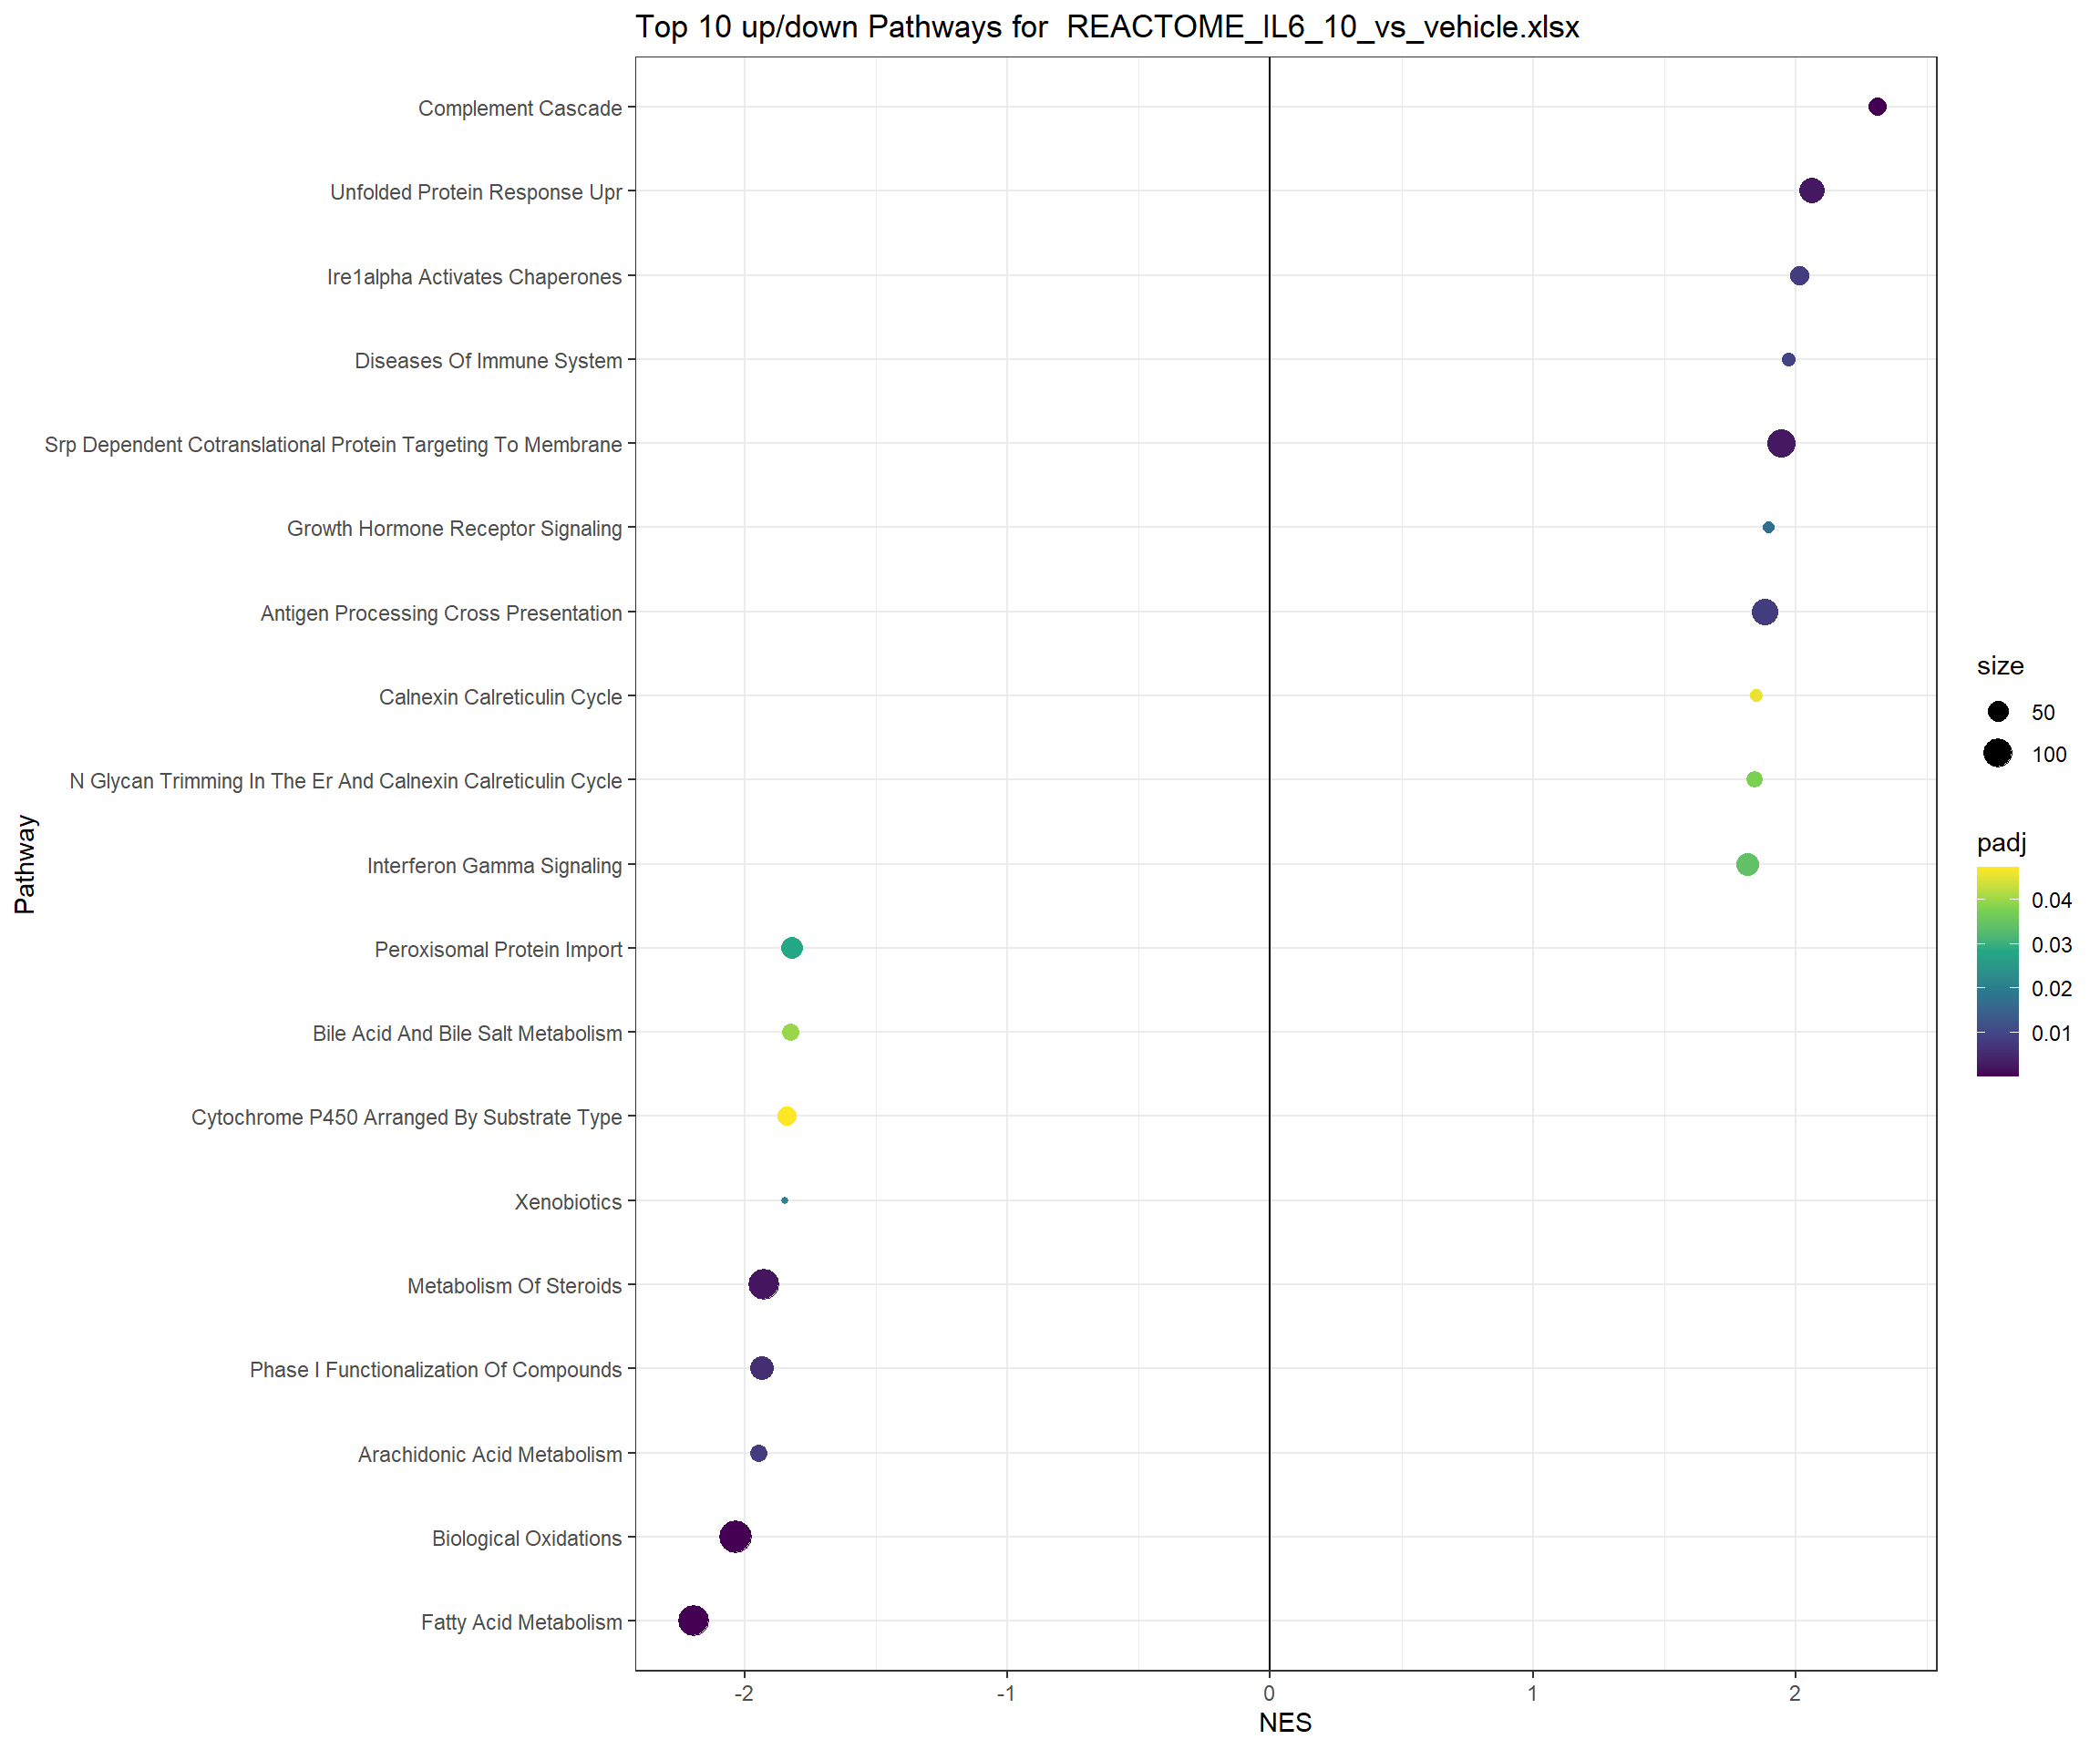 Top 10 up/down Pathways for  REACTOME_IL6_10_vs_vehicle.xlsx
Complement Cascade
Unfolded Protein Response Upr
Ire1alpha Activates Chaperones
Diseases Of Immune System
Srp Dependent Cotranslational Protein Targeting To Membrane
Growth Hormone Receptor Signaling
Antigen Processing Cross Presentation
Calnexin Calreticulin Cycle
N Glycan Trimming In The Er And Calnexin Calreticulin Cycle
Interferon Gamma Signaling
Peroxisomal Protein Import
Bile Acid And Bile Salt Metabolism
Cytochrome P450 Arranged By Substrate Type
Xenobiotics
Metabolism Of Steroids
Phase I Functionalization Of Compounds
Arachidonic Acid Metabolism
Biological Oxidations
Fatty Acid Metabolism
Pathway
-2 -1 0 1 2
NES
size
50
100
padj
0.04
0.03
0.02
0.01